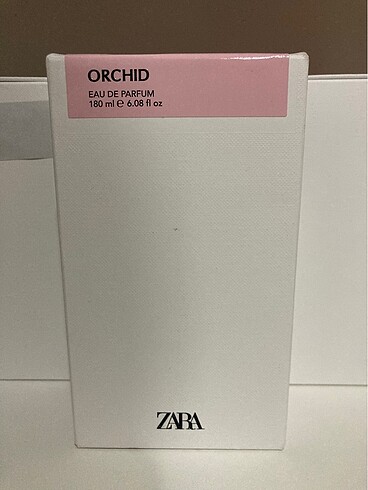 ORCHID
EAU DE PARFUM
180 ml ℮ 6.08 fl oz
ZARA